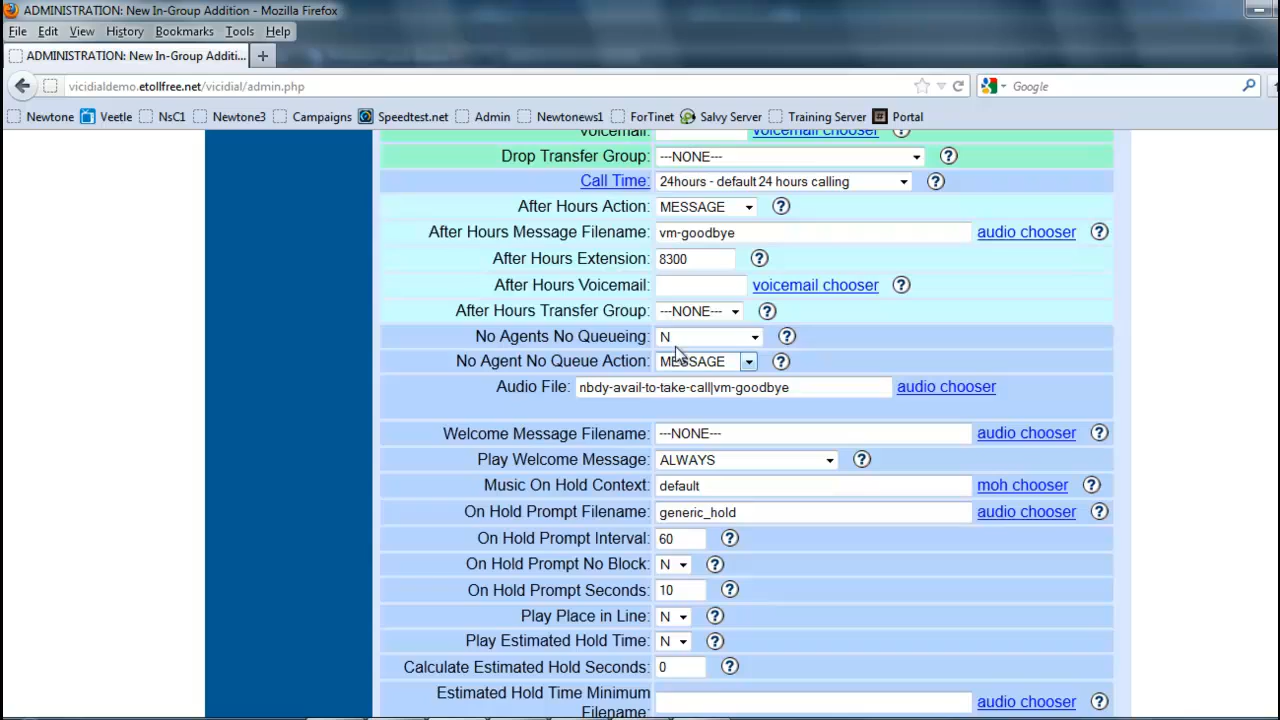 ADMINISTRATION: New In-Group Addition - Mozilla Firefox
File Edit View History Bookmarks Tools Help
ADMINISTRATION: New In-Group Additi...
vicidialdemo.etollfree.net/vicidial/admin.php
Google
Newtone Veetle NsC1 Newtone3 Campaigns Speedtest.net Admin Newtonews1 ForTinet Salvy Server Training Server Portal
Voicemail: voicemail chooser
Drop Transfer Group: ---NONE---
Call Time: 24hours - default 24 hours calling
After Hours Action: MESSAGE
After Hours Message Filename: vm-goodbye audio chooser
After Hours Extension: 8300
After Hours Voicemail: voicemail chooser
After Hours Transfer Group: ---NONE---
No Agents No Queueing: N
No Agent No Queue Action: MESSAGE
Audio File: nbdy-avail-to-take-call|vm-goodbye audio chooser
Welcome Message Filename: ---NONE--- audio chooser
Play Welcome Message: ALWAYS
Music On Hold Context: default moh chooser
On Hold Prompt Filename: generic_hold audio chooser
On Hold Prompt Interval: 60
On Hold Prompt No Block: N
On Hold Prompt Seconds: 10
Play Place in Line: N
Play Estimated Hold Time: N
Calculate Estimated Hold Seconds: 0
Estimated Hold Time Minimum
Filename: audio chooser